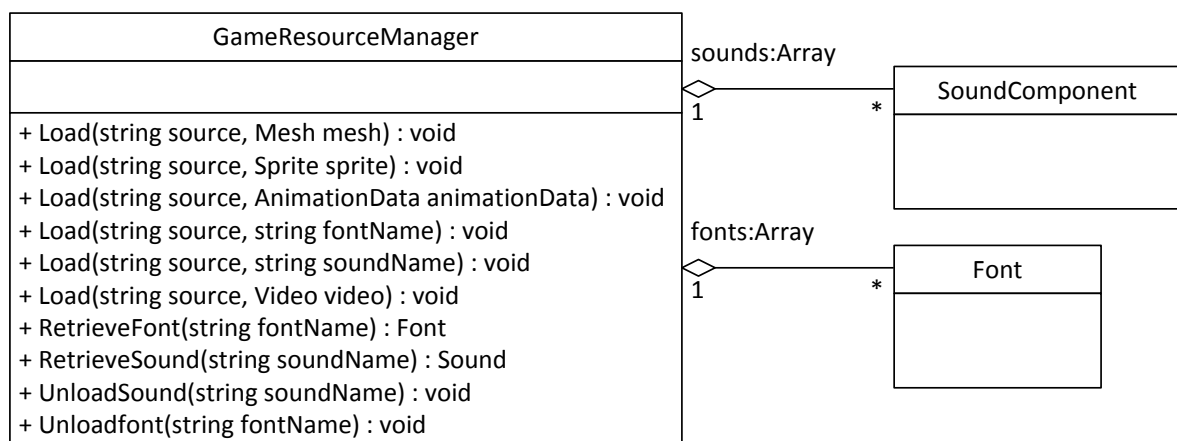 GameResourceManager
+ Load(string source, Mesh mesh) : void
+ Load(string source, Sprite sprite) : void
+ Load(string source, AnimationData animationData) : void
+ Load(string source, string fontName) : void
+ Load(string source, string soundName) : void
+ Load(string source, Video video) : void
+ RetrieveFont(string fontName) : Font
+ RetrieveSound(string soundName) : Sound
+ UnloadSound(string soundName) : void
+ Unloadfont(string fontName) : void
sounds:Array
1
*
SoundComponent
fonts:Array
1
*
Font